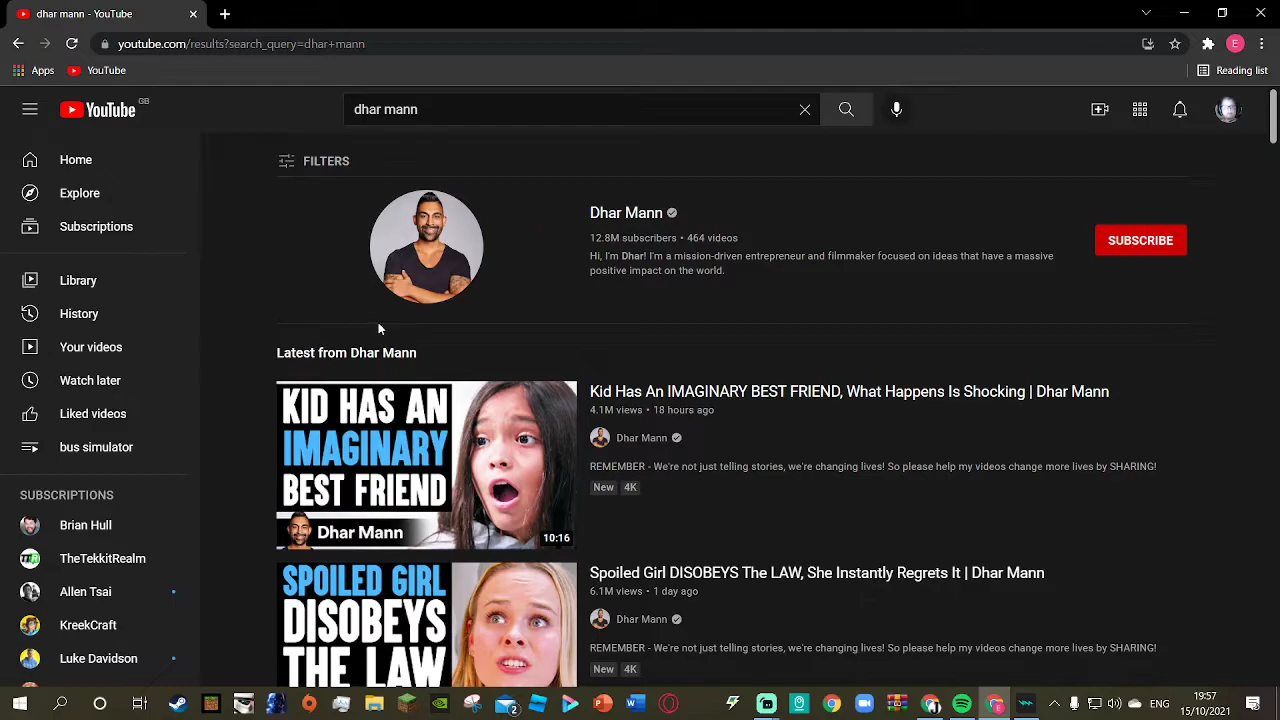 dhar mann - YouTube
youtube.com/results?search_query=dhar+mann
E
Apps
YouTube
Reading list
YouTube GB
dhar mann
Home
Explore
Subscriptions
Library
History
Your videos
Watch later
Liked videos
bus simulator
SUBSCRIPTIONS
Brian Hull
TheTekkitRealm
Allen Tsai
KreekCraft
Luke Davidson
FILTERS
Dhar Mann
12.8M subscribers • 464 videos
Hi, I'm Dhar! I'm a mission-driven entrepreneur and filmmaker focused on ideas that have a massive
positive impact on the world.
SUBSCRIBE
Latest from Dhar Mann
KID HAS AN
IMAGINARY
BEST FRIEND
Dhar Mann
10:16
Kid Has An IMAGINARY BEST FRIEND, What Happens Is Shocking | Dhar Mann
4.1M views • 18 hours ago
Dhar Mann
REMEMBER - We're not just telling stories, we're changing lives! So please help my videos change more lives by SHARING!
New 4K
SPOILED GIRL
DISOBEYS
THE LAW
Spoiled Girl DISOBEYS The LAW, She Instantly Regrets It | Dhar Mann
6.1M views • 1 day ago
Dhar Mann
REMEMBER - We're not just telling stories, we're changing lives! So please help my videos change more lives by SHARING!
New 4K
2
19:57
15/10/2021